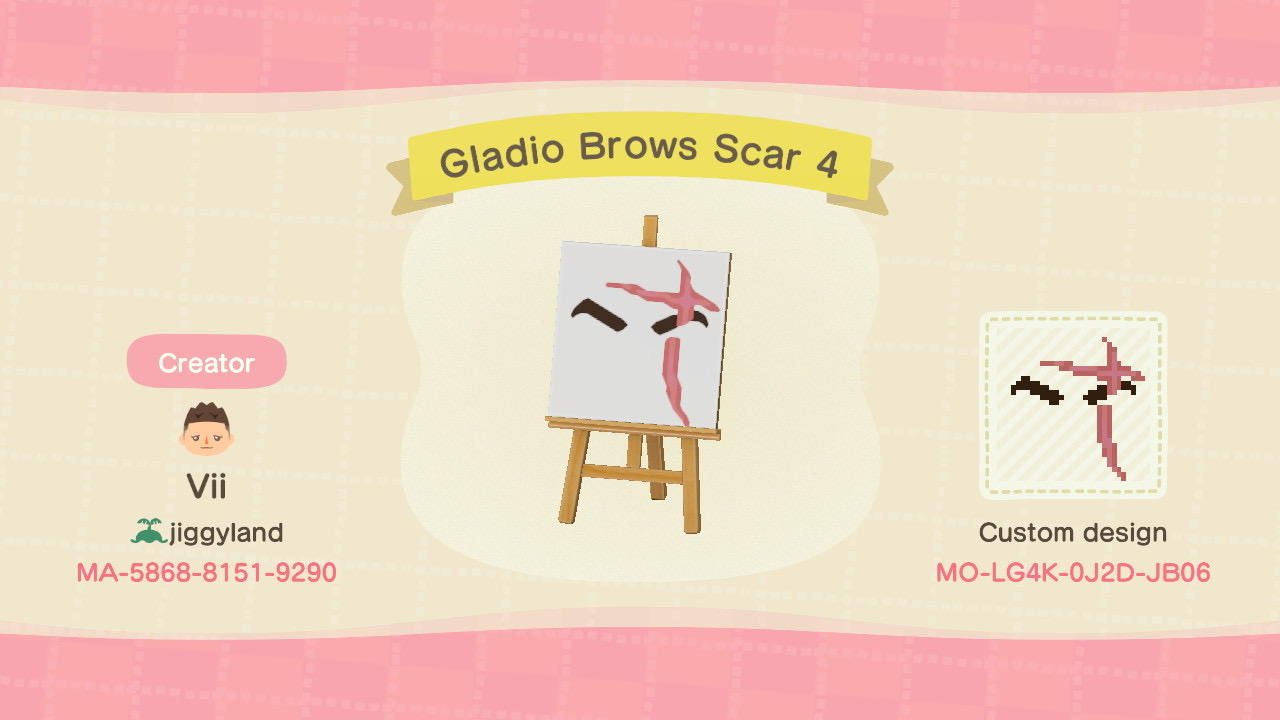 Gladio Brows Scar 4
Creator
Vii
jiggyland
MA-5868-8151-9290
Custom design
MO-LG4K-0J2D-JB06